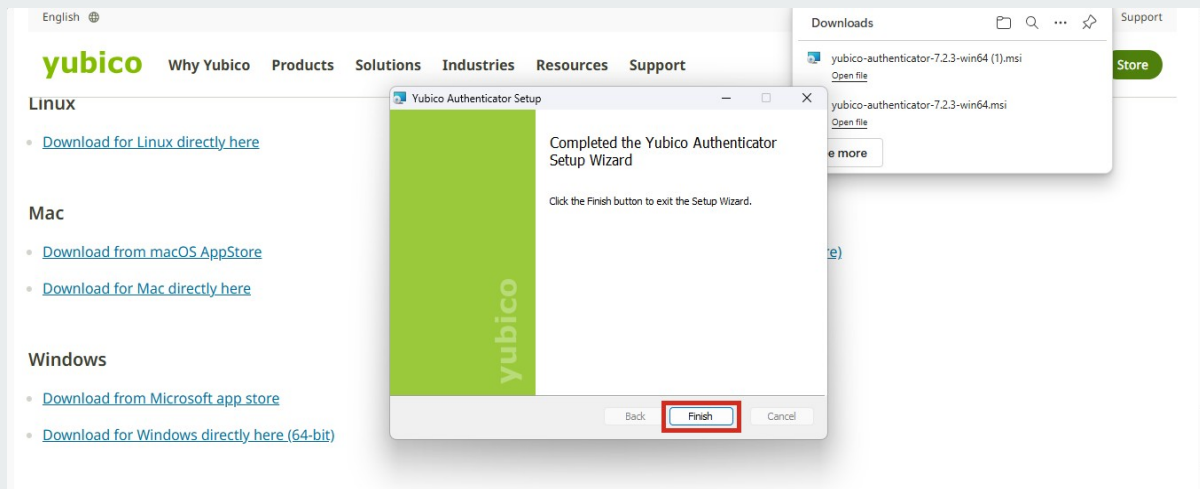 English
Support
yubico
Why Yubico
Products
Solutions
Industries
Resources
Support
Store
Downloads
yubico-authenticator-7.2.3-win64 (1).msi
Open file
yubico-authenticator-7.2.3-win64.msi
Open file
more
Linux
Download for Linux directly here
Mac
Download from macOS AppStore
Download for Mac directly here
Windows
Download from Microsoft app store
Download for Windows directly here (64-bit)
Yubico Authenticator Setup
Completed the Yubico Authenticator
Setup Wizard
Click the Finish button to exit the Setup Wizard.
yubico
Back
Finish
Cancel